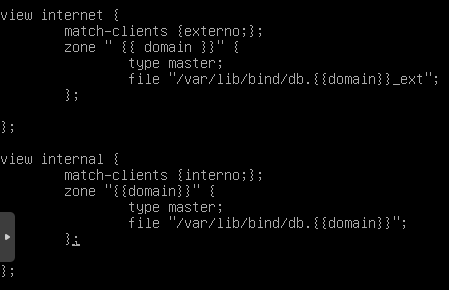 view internet {
        match-clients {externo;};
        zone " {{ domain }}" {
                type master;
                file "/var/lib/bind/db.{{domain}}_ext";
        };

};

view internal {
        match-clients {interno;};
        zone "{{domain}}" {
                type master;
                file "/var/lib/bind/db.{{domain}}";
        };

};